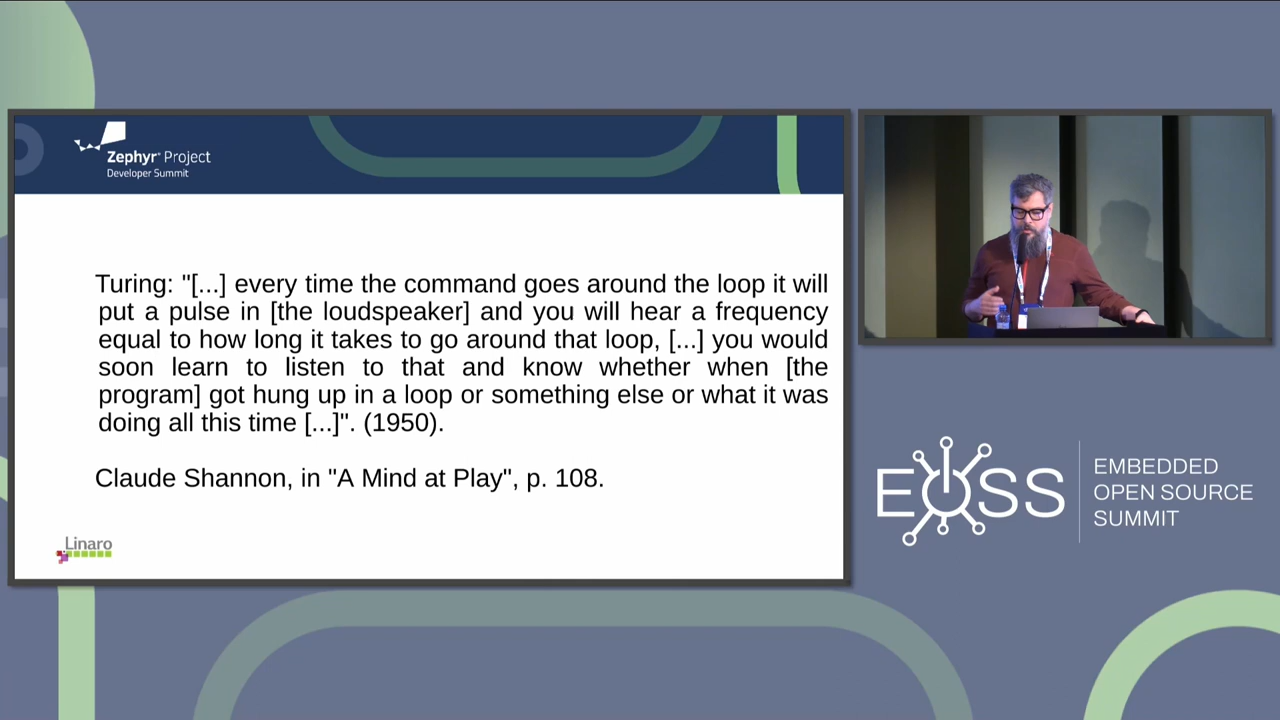 Zephyr® Project
Developer Summit
Turing: "[...] every time the command goes around the loop it will
put a pulse in [the loudspeaker] and you will hear a frequency
equal to how long it takes to go around that loop, [...] you would
soon learn to listen to that and know whether when [the
program] got hung up in a loop or something else or what it was
doing all this time [...]". (1950).
Claude Shannon, in "A Mind at Play", p. 108.
Linaro
EOSS
EMBEDDED
OPEN SOURCE
SUMMIT